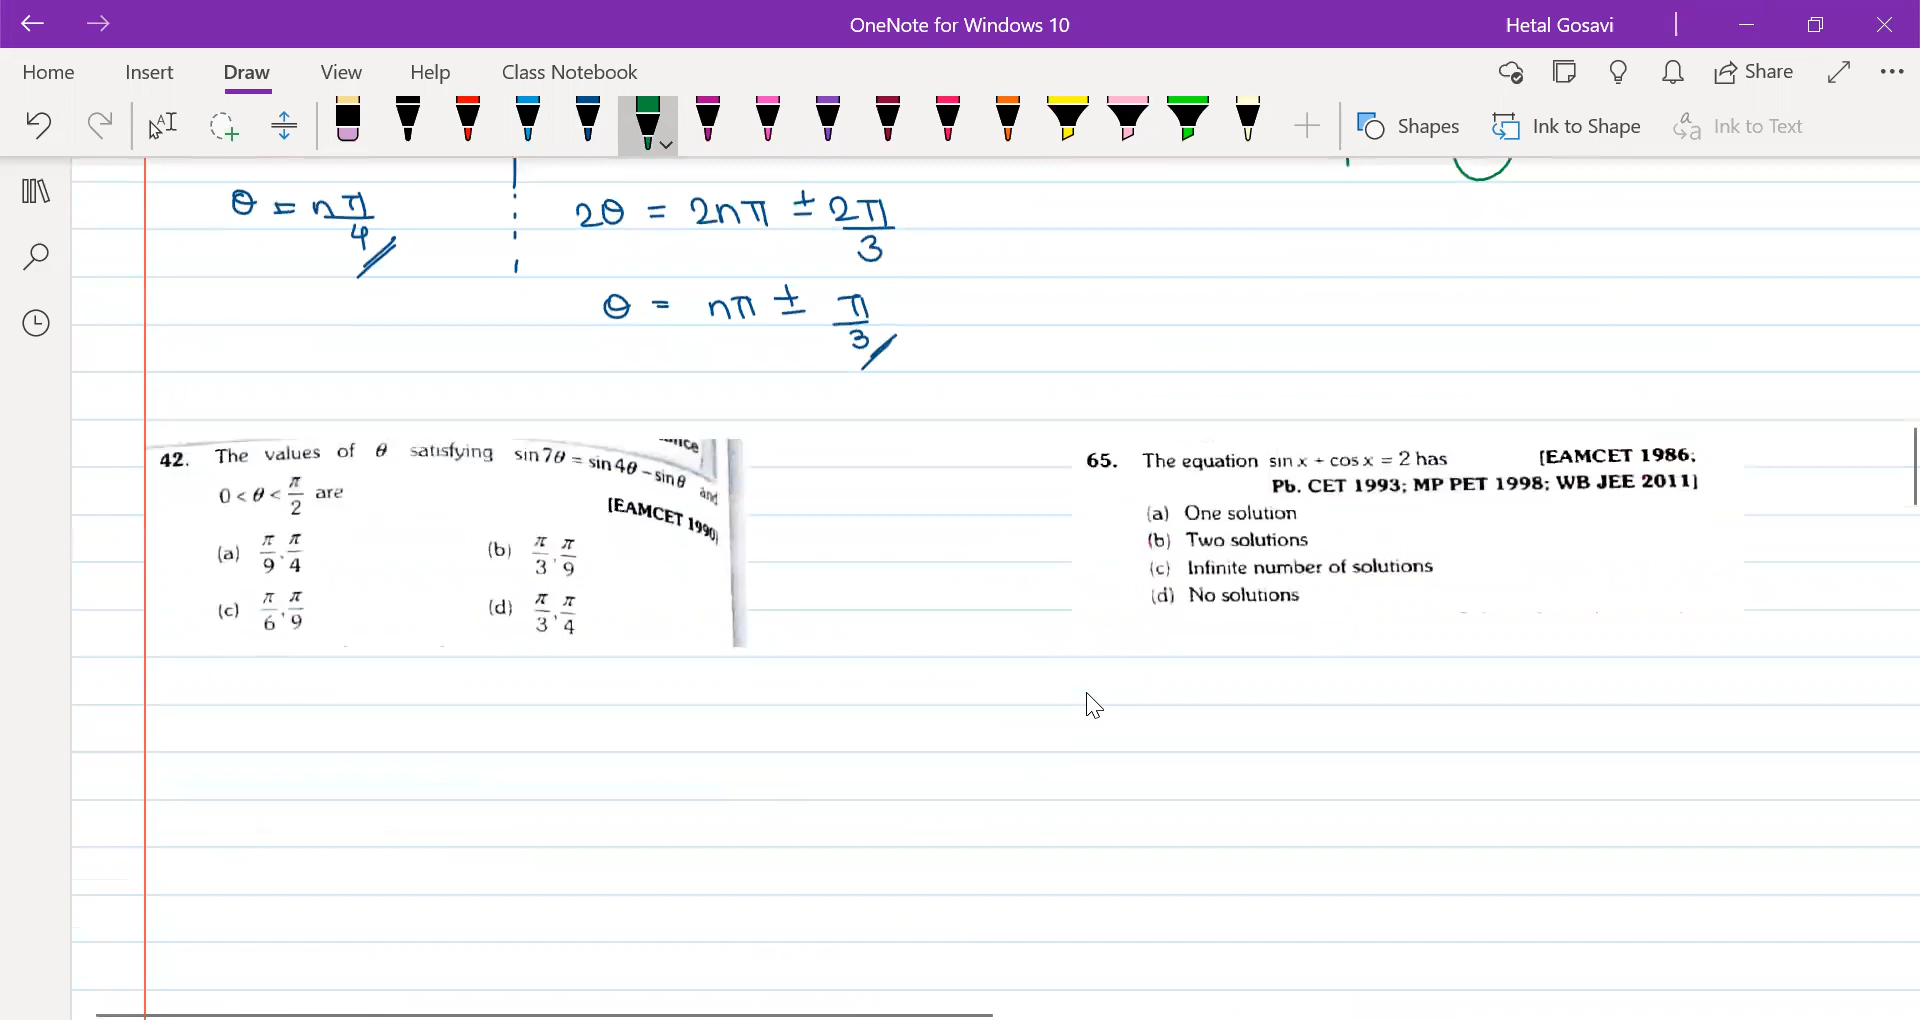 OneNote for Windows 10
Hetal Gosavi
Home Insert Draw View Help Class Notebook
Share
Shapes Ink to Shape Ink to Text
θ = nπ/4
2θ = 2nπ ± 2π/3
θ = nπ ± π/3
42. The values of θ satisfying sin 7θ = sin 4θ − sin θ and
0 < θ < π/2 are
[EAMCET 1990]
(a) π/9, π/4 (b) π/3, π/9
(c) π/6, π/9 (d) π/3, π/4
65. The equation sin x + cos x = 2 has [EAMCET 1986;
Pb. CET 1993; MP PET 1998; WB JEE 2011]
(a) One solution
(b) Two solutions
(c) Infinite number of solutions
(d) No solutions